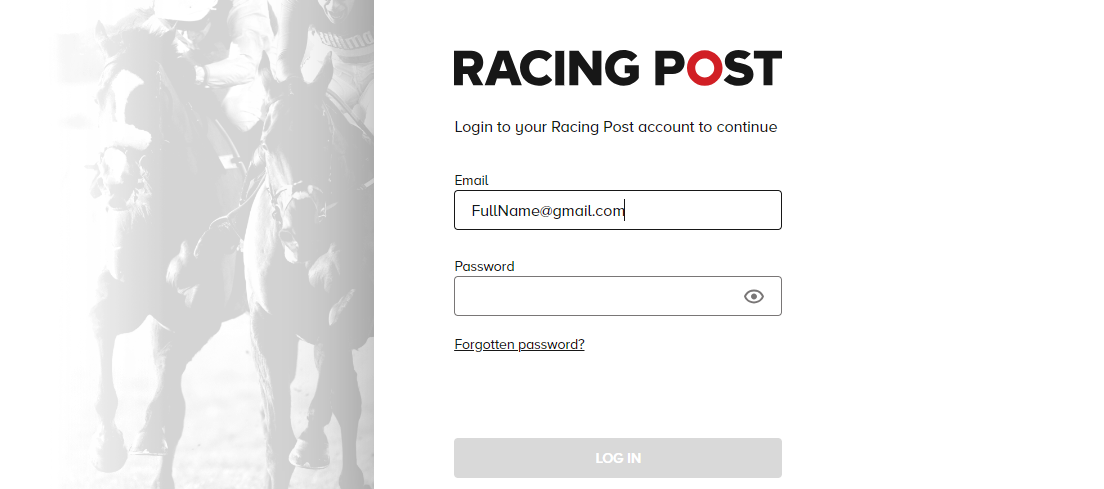 RACING POST
Login to your Racing Post account to continue
Email
FullName@gmail.com
Password
Forgotten password?
LOG IN